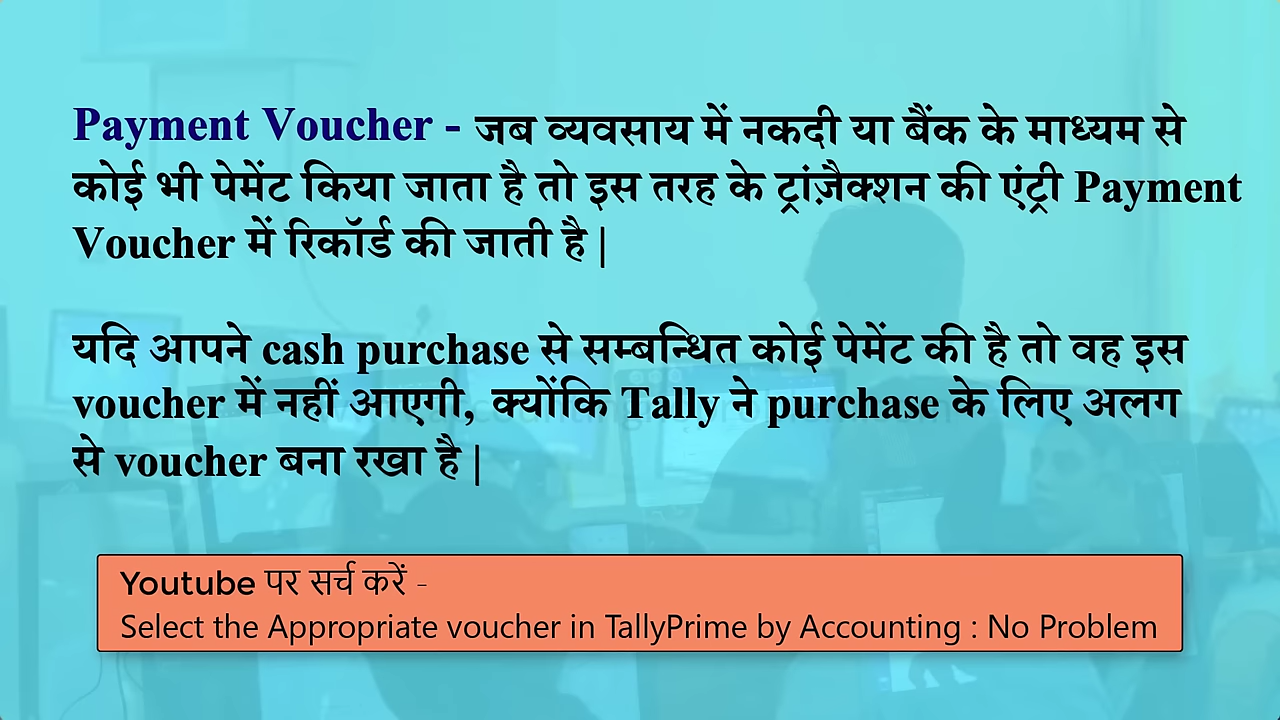 Payment Voucher - जब व्यवसाय में नकदी या बैंक के माध्यम से
कोई भी पेमेंट किया जाता है तो इस तरह के ट्रांज़ैक्शन की एंट्री Payment
Voucher में रिकॉर्ड की जाती है |
यदि आपने cash purchase से सम्बन्धित कोई पेमेंट की है तो वह इस
voucher में नहीं आएगी, क्योंकि Tally ने purchase के लिए अलग
से voucher बना रखा है |
Youtube पर सर्च करें -
Select the Appropriate voucher in TallyPrime by Accounting : No Problem